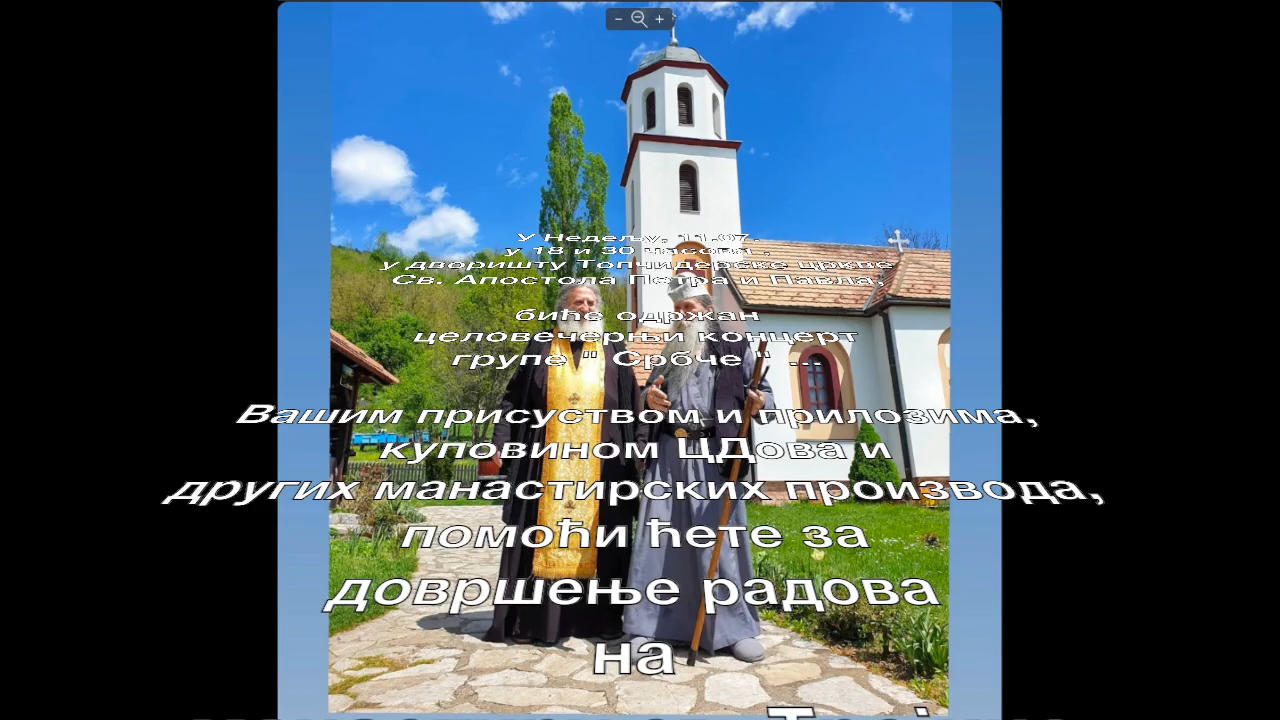 У Недељу, 11.07.
у 18 и 30 часова .
у дворишту Топчидерске цркве
Св. Апостола Петра и Павла,
биће одржан
целовечерњи концерт
групе " Србче " ...
Вашим присуством и прилозима,
куповином ЦДова и
других манастирских производа,
помоћи ћете за
довршење радова
на